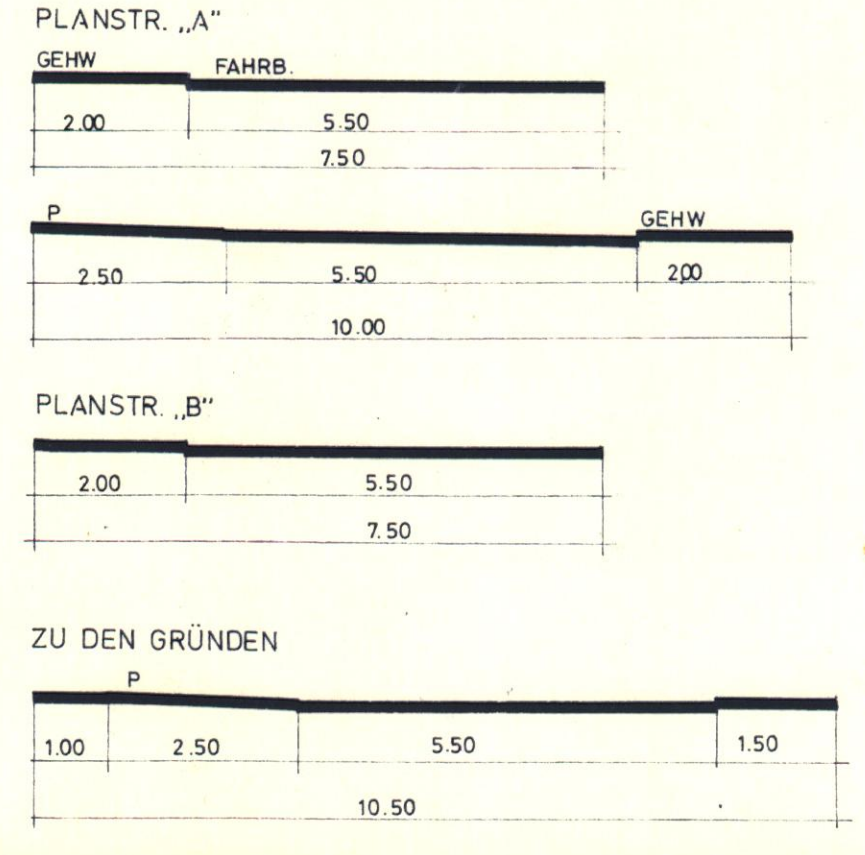 PLANSTR. „A"
GEHW FAHRB.
2.00 5.50
7.50
P GEHW
2.50 5.50 2,00
10.00
PLANSTR. „B"
2.00 5.50
7.50
ZU DEN GRÜNDEN
P
1.00 2.50 5.50 1.50
10.50